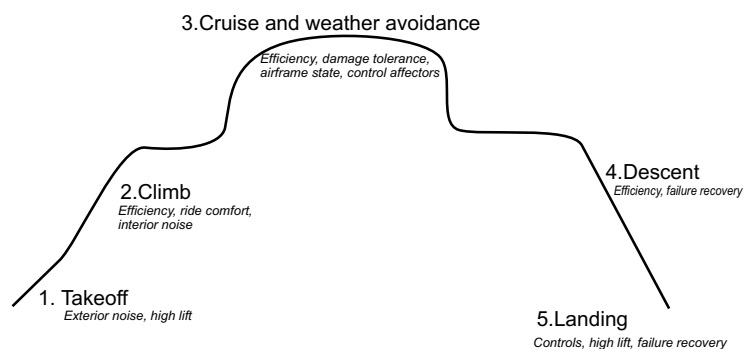 3.Cruise and weather avoidance
Efficiency, damage tolerance,
airframe state, control affectors
2.Climb
Efficiency, ride comfort,
interior noise
4.Descent
Efficiency, failure recovery
1. Takeoff
Exterior noise, high lift
5.Landing
Controls, high lift, failure recovery